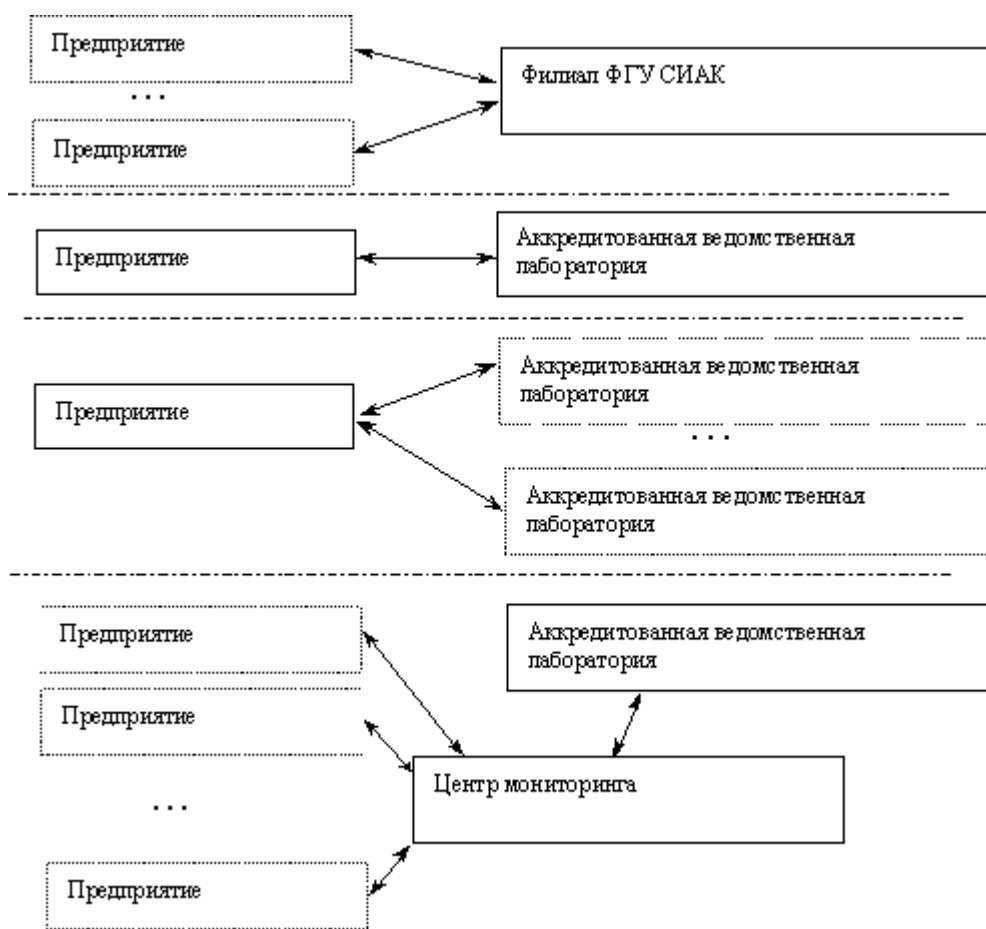 Предприятие
Филиал ФГУ СИАК
...
Предприятие
Предприятие
Аккредитованная ведомственная
лаборатория
Предприятие
Аккредитованная ведомственная
лаборатория
...
Аккредитованная ведомственная
лаборатория
Предприятие
Аккредитованная ведомственная
лаборатория
Предприятие
Центр мониторинга
...
Предприятие